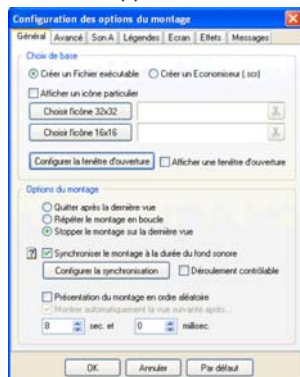 Configuration des options du montage
Général Avancé Son A Légendes Ecran Effets Messages
Choix de base
Créer un Fichier exécutable Créer un Economiseur (.scr)
Afficher un icône particulier
Choisir l'icône 32x32
Choisir l'icône 16x16
Configurer la fenêtre d'ouverture Afficher une fenêtre d'ouverture
Options du montage
Quitter après la dernière vue
Répéter le montage en boucle
Stopper le montage sur la dernière vue
? Synchroniser le montage à la durée du fond sonore
Configurer la synchronisation Déroulement contrôlable
Présentation du montage en ordre aléatoire
Montrer automatiquement la vue suivante après...
8 sec. et 0 millisec.
OK Annuler Par défaut